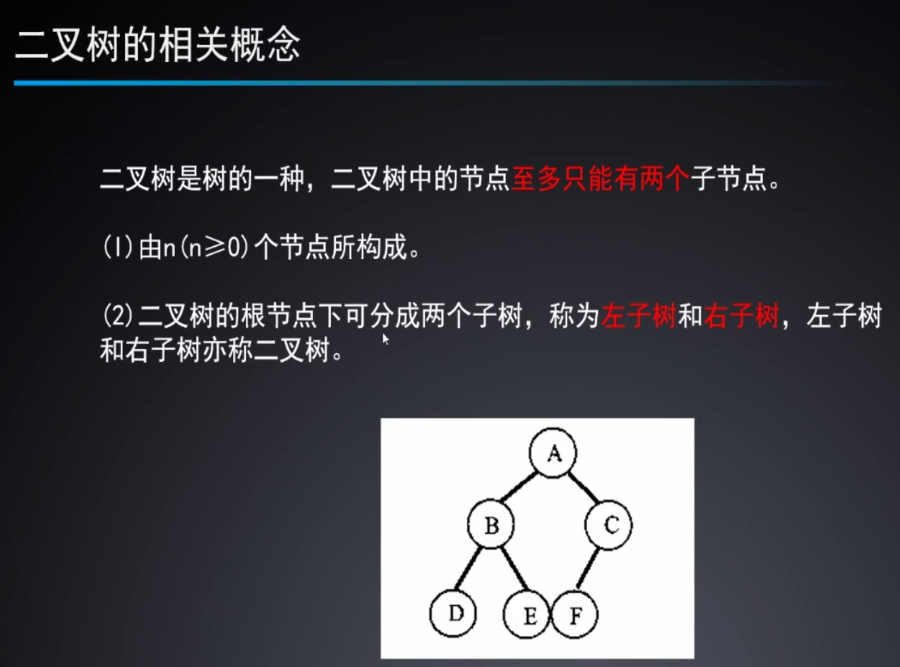 二叉树的相关概念
二叉树是树的一种，二叉树中的节点至多只能有两个子节点。
(1)由n(n≥0)个节点所构成。
(2)二叉树的根节点下可分成两个子树，称为左子树和右子树，左子树
和右子树亦称二叉树。
A
B
C
D
E
F